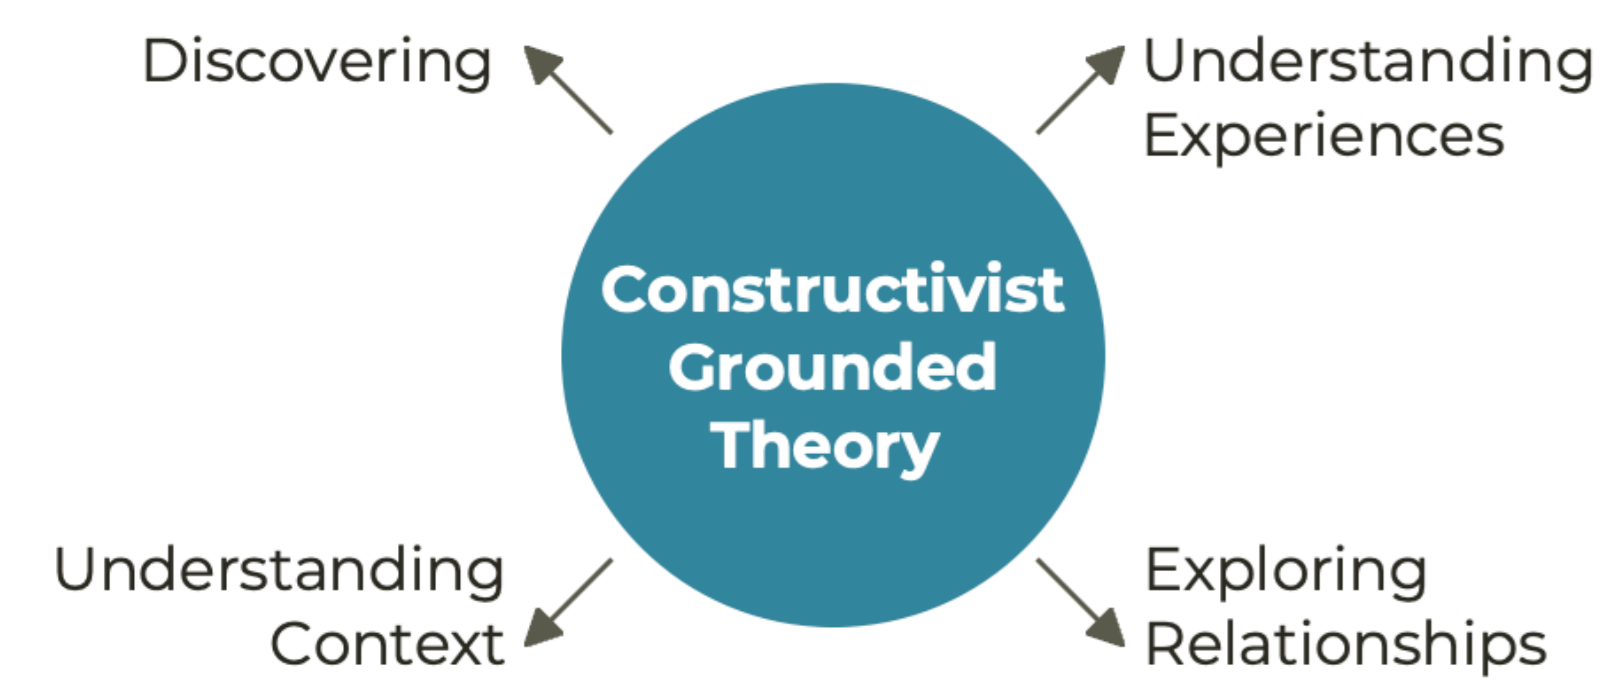 Discovering
Understanding
Experiences
Constructivist
Grounded
Theory
Understanding
Context
Exploring
Relationships